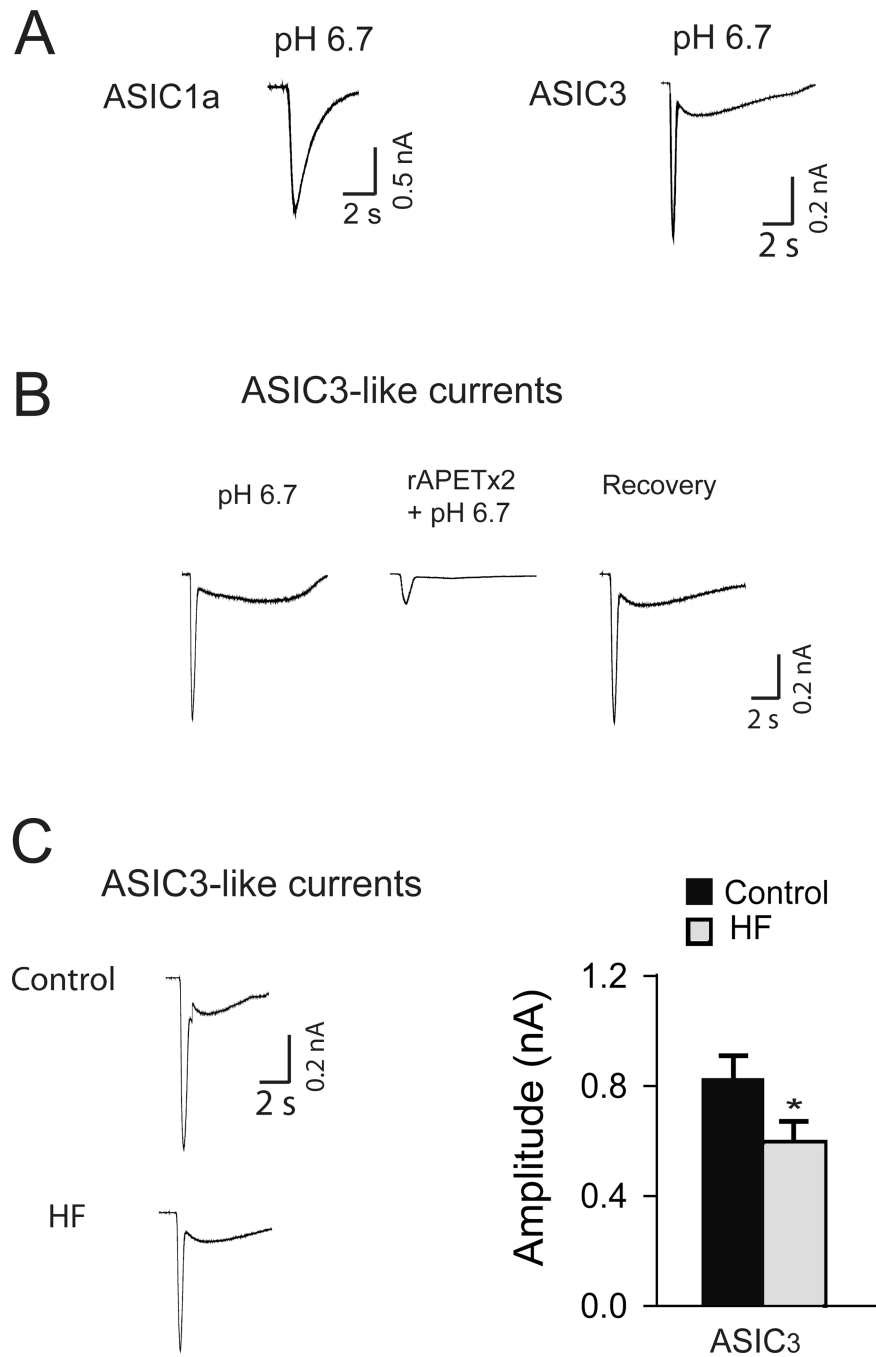 A
pH 6.7
pH 6.7
ASIC1a
ASIC3
0.5 nA
2 s
0.2 nA
2 s
B
ASIC3-like currents
pH 6.7
rAPETx2
+ pH 6.7
Recovery
0.2 nA
2 s
C
ASIC3-like currents
Control
0.2 nA
2 s
HF
Control
HF
Amplitude (nA)
1.2
0.8
0.4
0.0
*
ASIC3